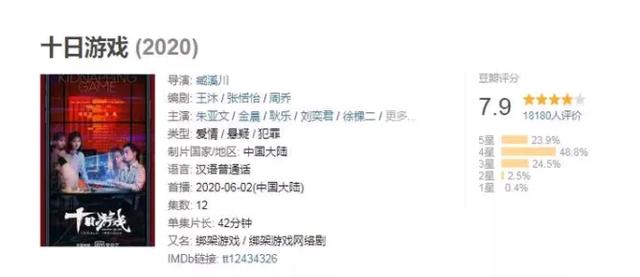 十日游戏 (2020)
KIDNAPPING
GAME
十日游戏
导演: 臧溪川
编剧: 王沐 / 张恬怡 / 周乔
主演: 朱亚文 / 金晨 / 耿乐 / 刘奕君 / 徐棵二 / 更多...
类型: 爱情 / 悬疑 / 犯罪
制片国家/地区: 中国大陆
语言: 汉语普通话
首播: 2020-06-02(中国大陆)
集数: 12
单集片长: 42分钟
又名: 绑架游戏 / 绑架游戏网络剧
IMDb链接: tt12434326
豆瓣评分
7.9
18180人评价
5星 23.9%
4星 48.8%
3星 24.5%
2星 2.5%
1星 0.4%